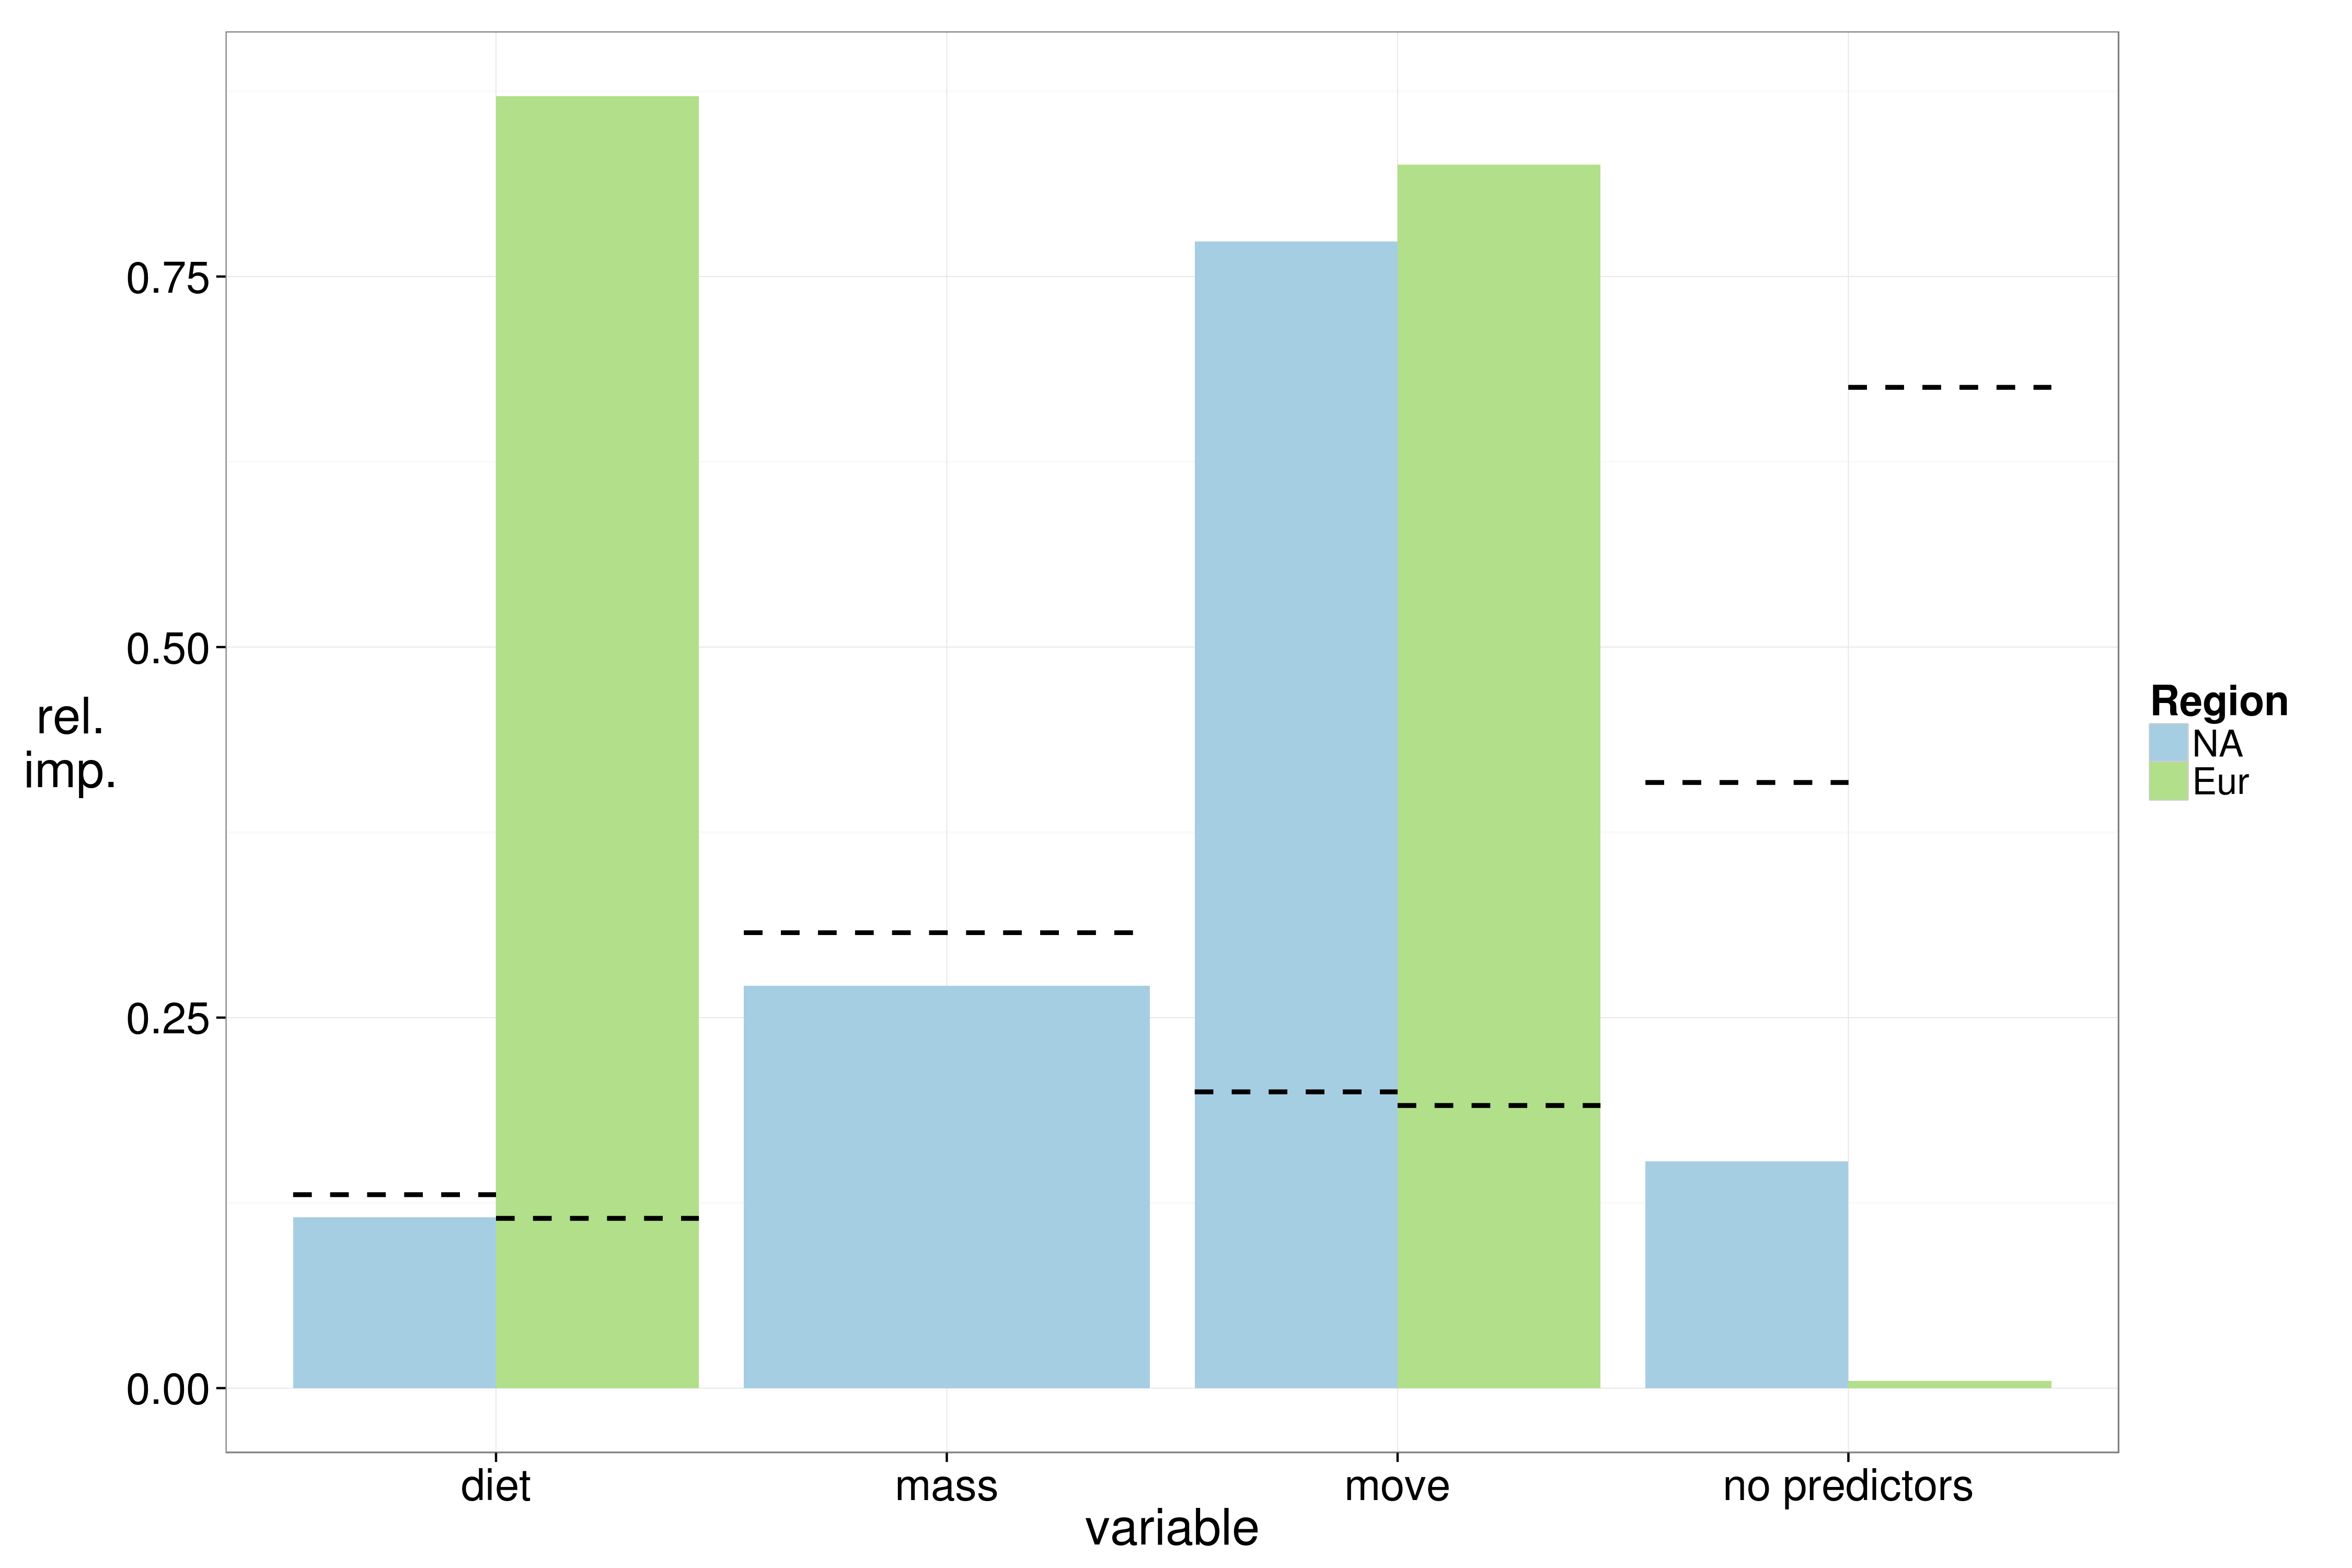 0.75
0.50
0.25
0.00
rel.
imp.
diet
mass
move
no predictors
variable
Region
NA
Eur